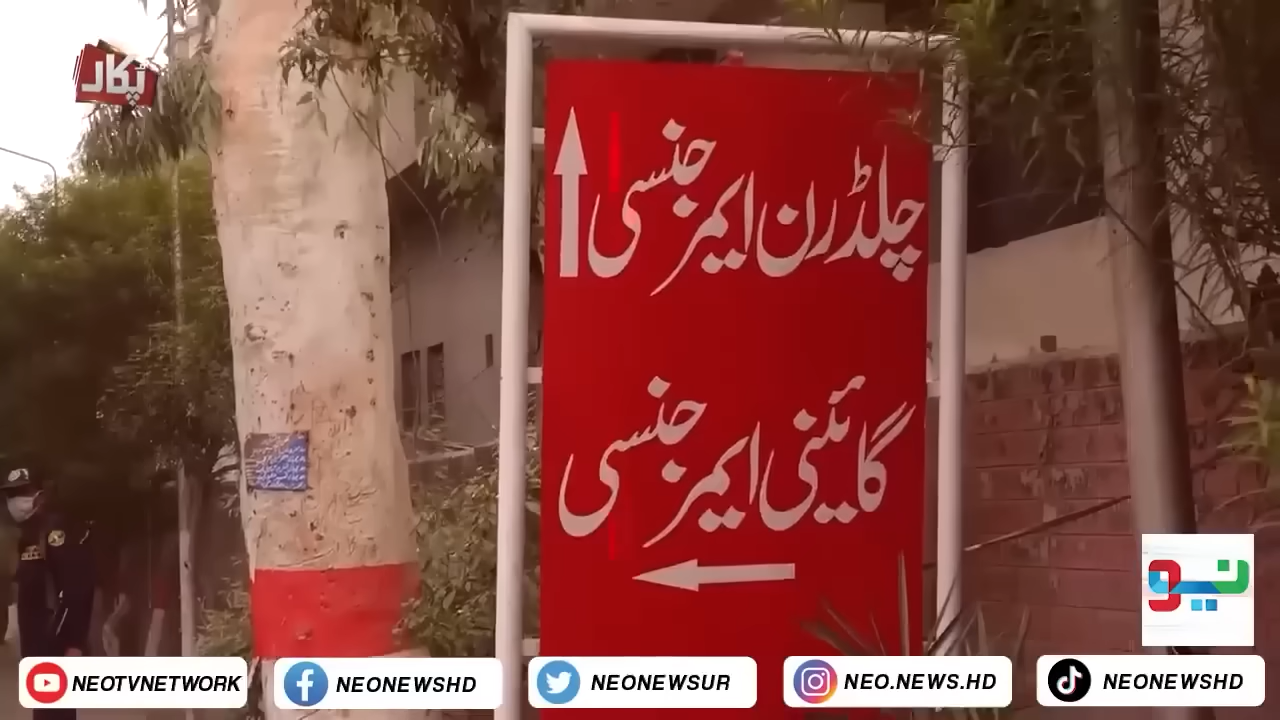 پکار
چلڈرن ایمرجنسی
گائنی ایمرجنسی
نیو
NEOTVNETWORK
NEONEWSHD
NEONEWSUR
NEO.NEWS.HD
NEONEWSHD